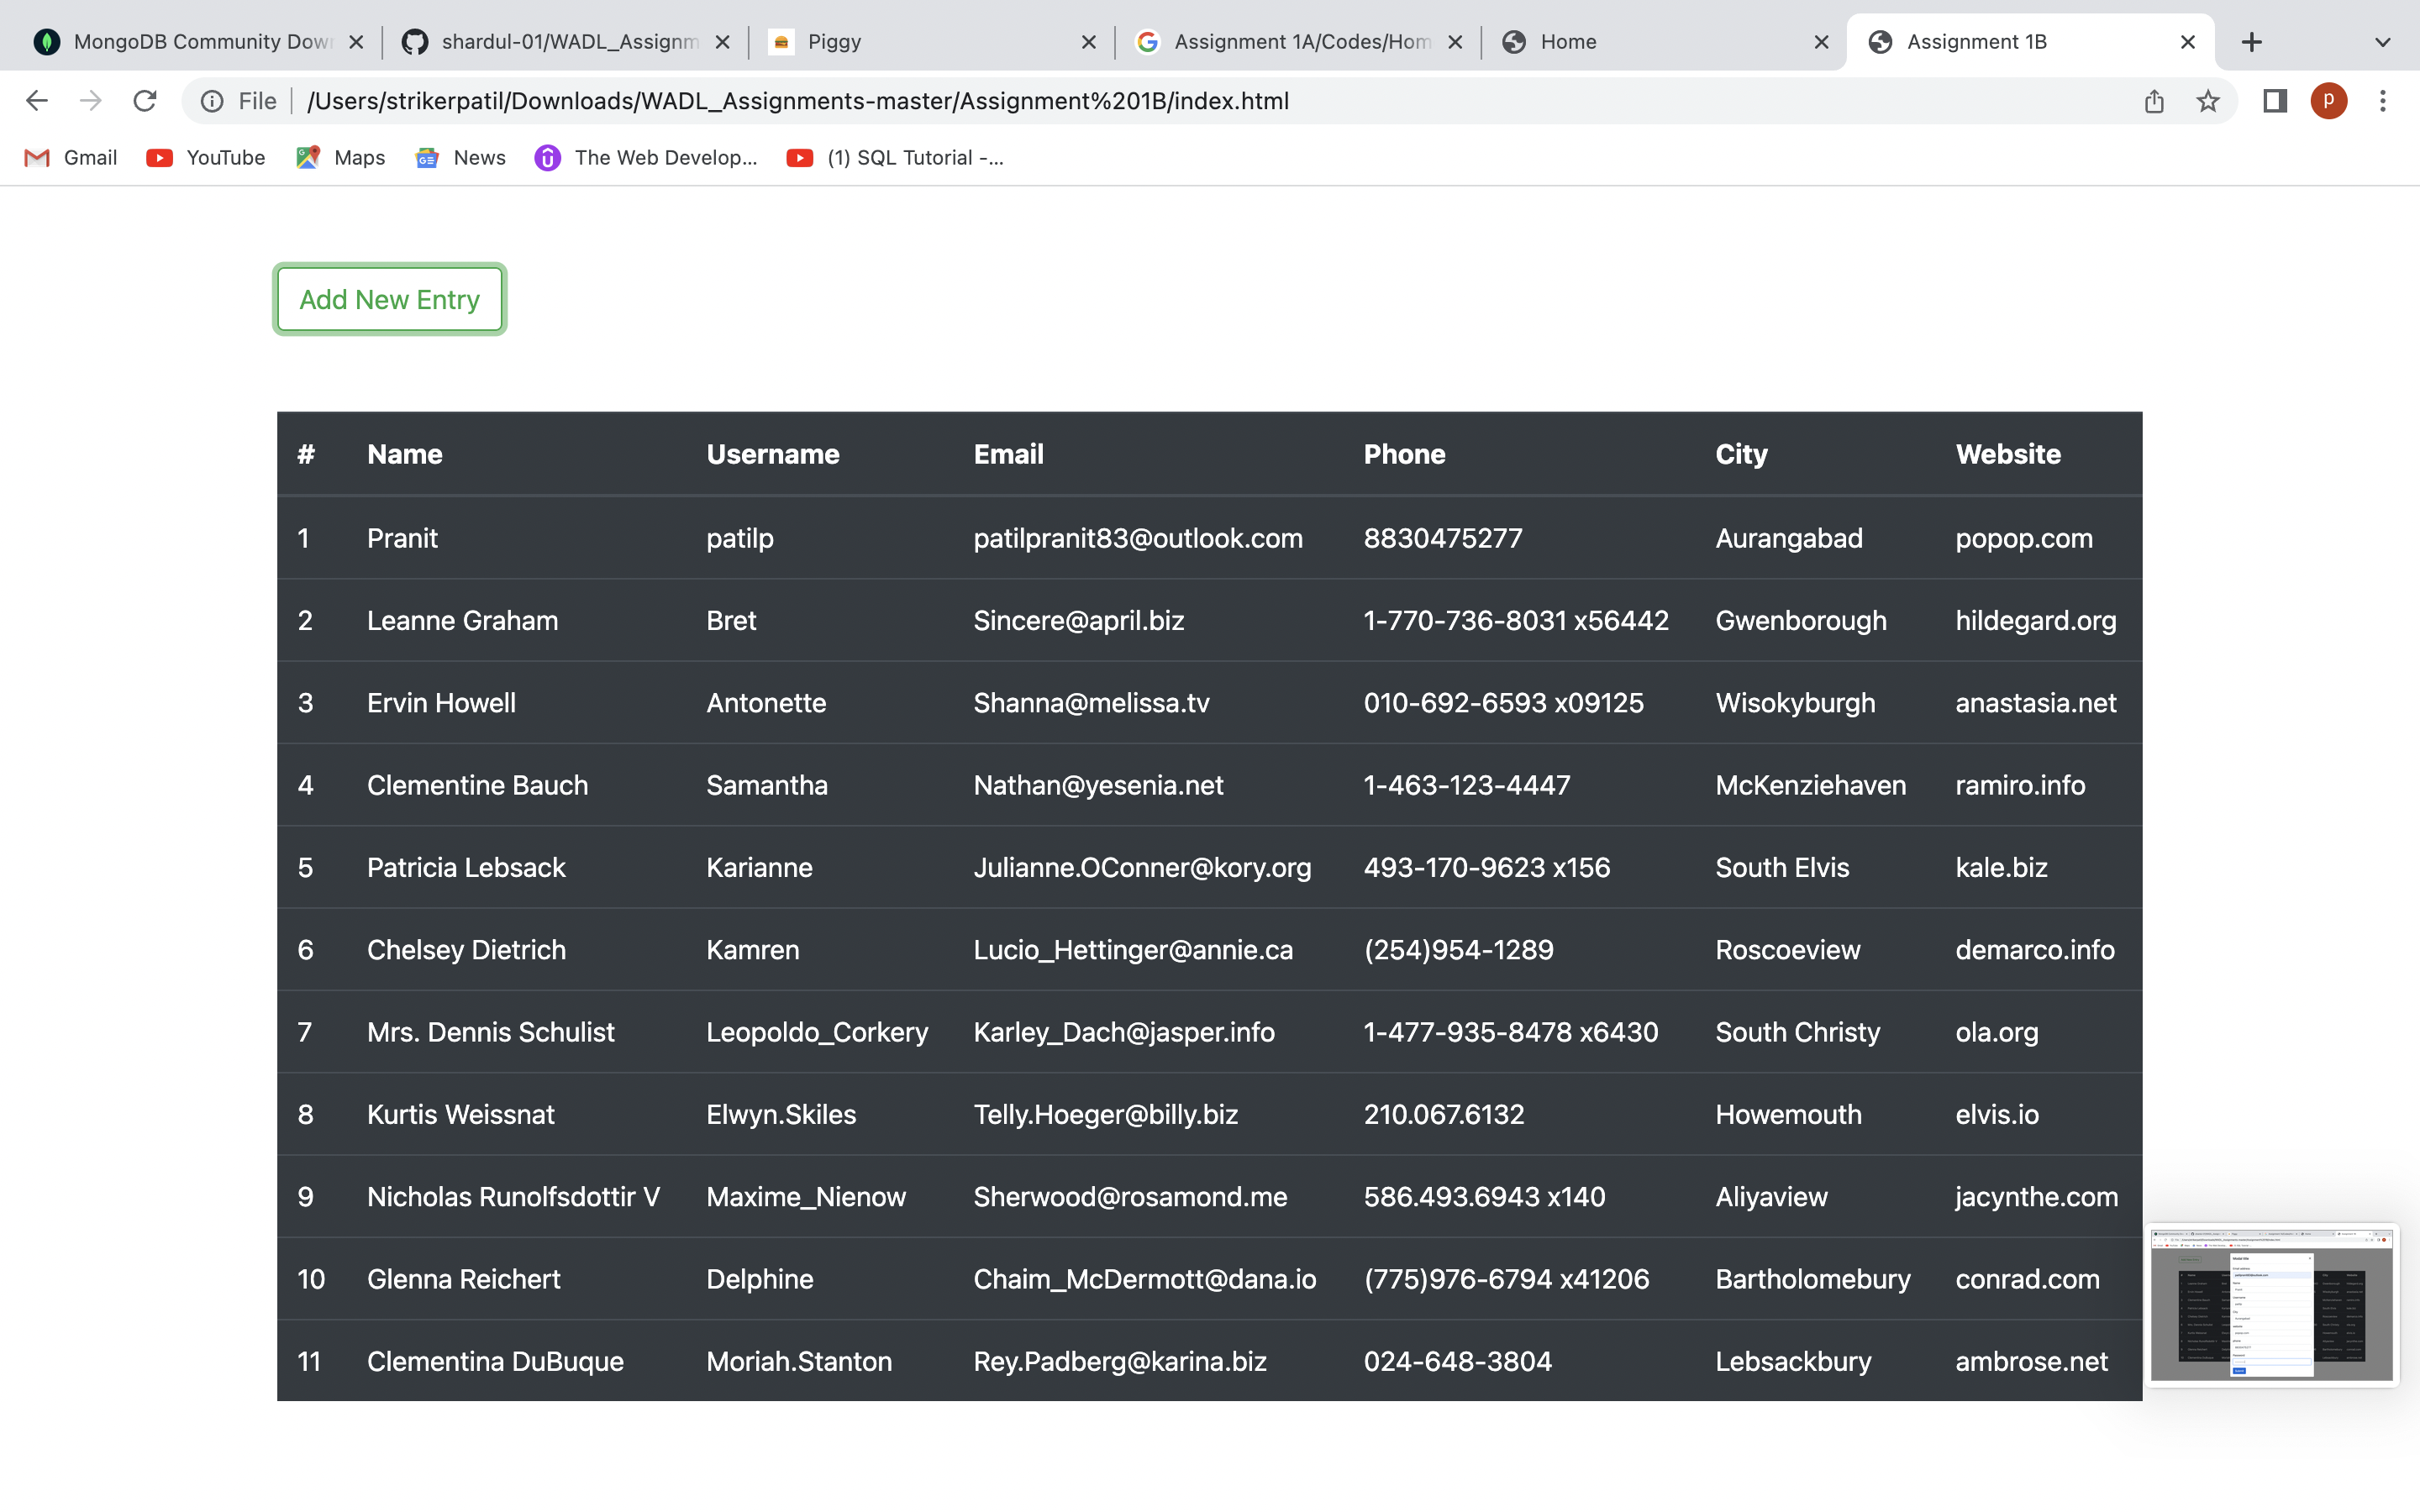 MongoDB Community Dow
shardul-01/WADL_Assignm
Piggy
Assignment 1A/Codes/Hom
Home
Assignment 1B
File /Users/strikerpatil/Downloads/WADL_Assignments-master/Assignment%201B/index.html
p
Gmail YouTube Maps News The Web Develop... (1) SQL Tutorial -...
Add New Entry
# Name Username Email Phone City Website
1 Pranit patilp patilpranit83@outlook.com 8830475277 Aurangabad popop.com
2 Leanne Graham Bret Sincere@april.biz 1-770-736-8031 x56442 Gwenborough hildegard.org
3 Ervin Howell Antonette Shanna@melissa.tv 010-692-6593 x09125 Wisokyburgh anastasia.net
4 Clementine Bauch Samantha Nathan@yesenia.net 1-463-123-4447 McKenziehaven ramiro.info
5 Patricia Lebsack Karianne Julianne.OConner@kory.org 493-170-9623 x156 South Elvis kale.biz
6 Chelsey Dietrich Kamren Lucio_Hettinger@annie.ca (254)954-1289 Roscoeview demarco.info
7 Mrs. Dennis Schulist Leopoldo_Corkery Karley_Dach@jasper.info 1-477-935-8478 x6430 South Christy ola.org
8 Kurtis Weissnat Elwyn.Skiles Telly.Hoeger@billy.biz 210.067.6132 Howemouth elvis.io
9 Nicholas Runolfsdottir V Maxime_Nienow Sherwood@rosamond.me 586.493.6943 x140 Aliyaview jacynthe.com
10 Glenna Reichert Delphine Chaim_McDermott@dana.io (775)976-6794 x41206 Bartholomebury conrad.com
11 Clementina DuBuque Moriah.Stanton Rey.Padberg@karina.biz 024-648-3804 Lebsackbury ambrose.net